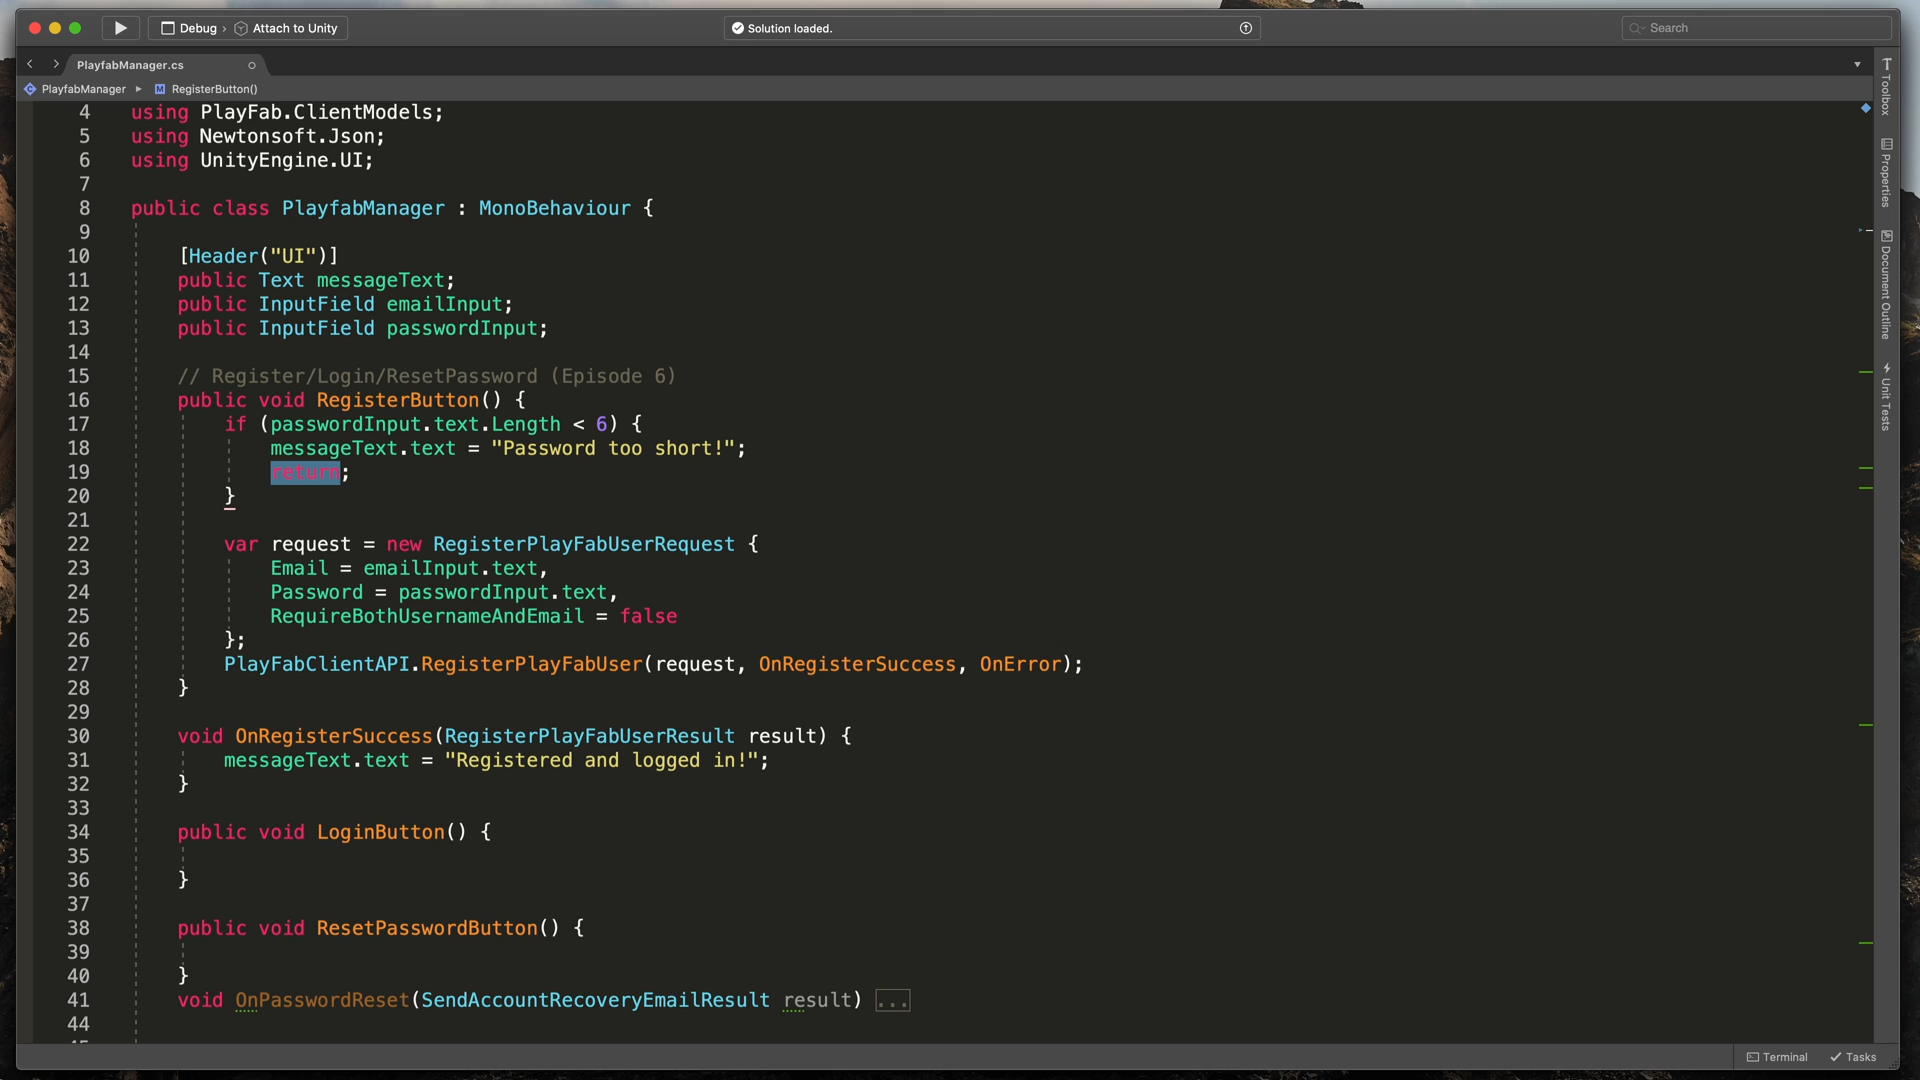 Debug › Attach to Unity
Solution loaded.
Search
PlayfabManager.cs
PlayfabManager ▸ M RegisterButton()
4 using PlayFab.ClientModels;
5 using Newtonsoft.Json;
6 using UnityEngine.UI;
7
8 public class PlayfabManager : MonoBehaviour {
9
10 [Header("UI")]
11 public Text messageText;
12 public InputField emailInput;
13 public InputField passwordInput;
14
15 // Register/Login/ResetPassword (Episode 6)
16 public void RegisterButton() {
17 if (passwordInput.text.Length < 6) {
18 messageText.text = "Password too short!";
19 return;
20 }
21
22 var request = new RegisterPlayFabUserRequest {
23 Email = emailInput.text,
24 Password = passwordInput.text,
25 RequireBothUsernameAndEmail = false
26 };
27 PlayFabClientAPI.RegisterPlayFabUser(request, OnRegisterSuccess, OnError);
28 }
29
30 void OnRegisterSuccess(RegisterPlayFabUserResult result) {
31 messageText.text = "Registered and logged in!";
32 }
33
34 public void LoginButton() {
35
36 }
37
38 public void ResetPasswordButton() {
39
40 }
41 void OnPasswordReset(SendAccountRecoveryEmailResult result) ...
44
Toolbox
Properties
Document Outline
Unit Tests
Terminal
Tasks